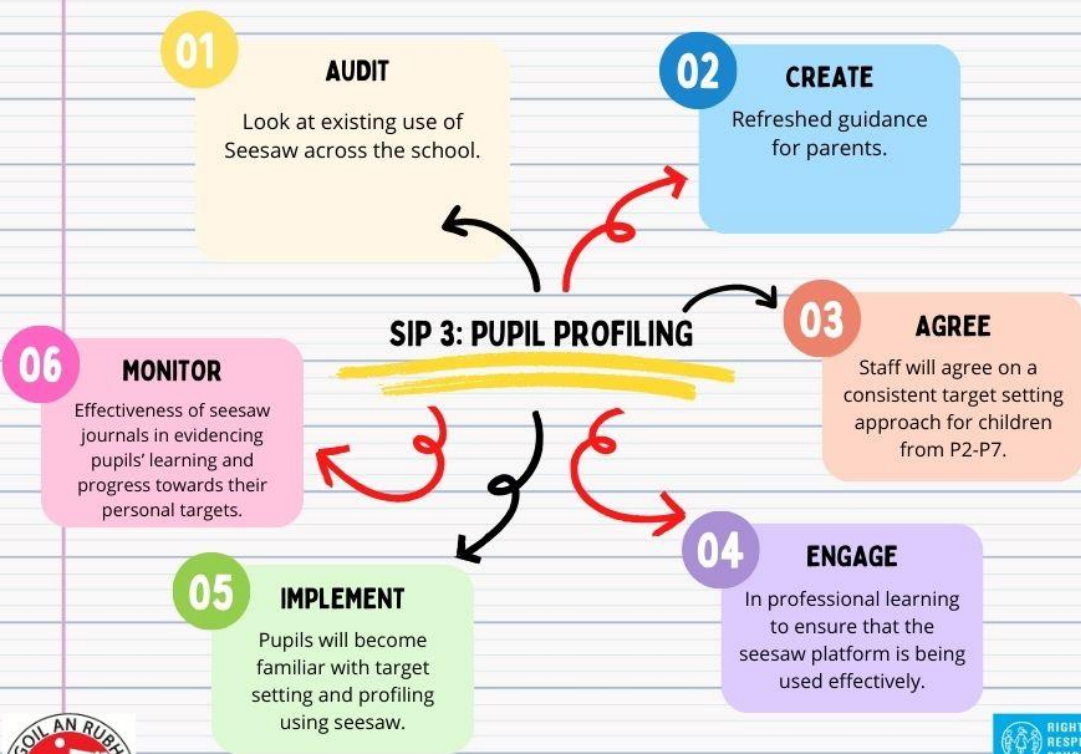 01
AUDIT
Look at existing use of
Seesaw across the school.
02
CREATE
Refreshed guidance
for parents.
SIP 3: PUPIL PROFILING
03
AGREE
Staff will agree on a
consistent target setting
approach for children
from P2-P7.
04
ENGAGE
In professional learning
to ensure that the
seesaw platform is being
used effectively.
05
IMPLEMENT
Pupils will become
familiar with target
setting and profiling
using seesaw.
06
MONITOR
Effectiveness of seesaw
journals in evidencing
pupils' learning and
progress towards their
personal targets.
AN